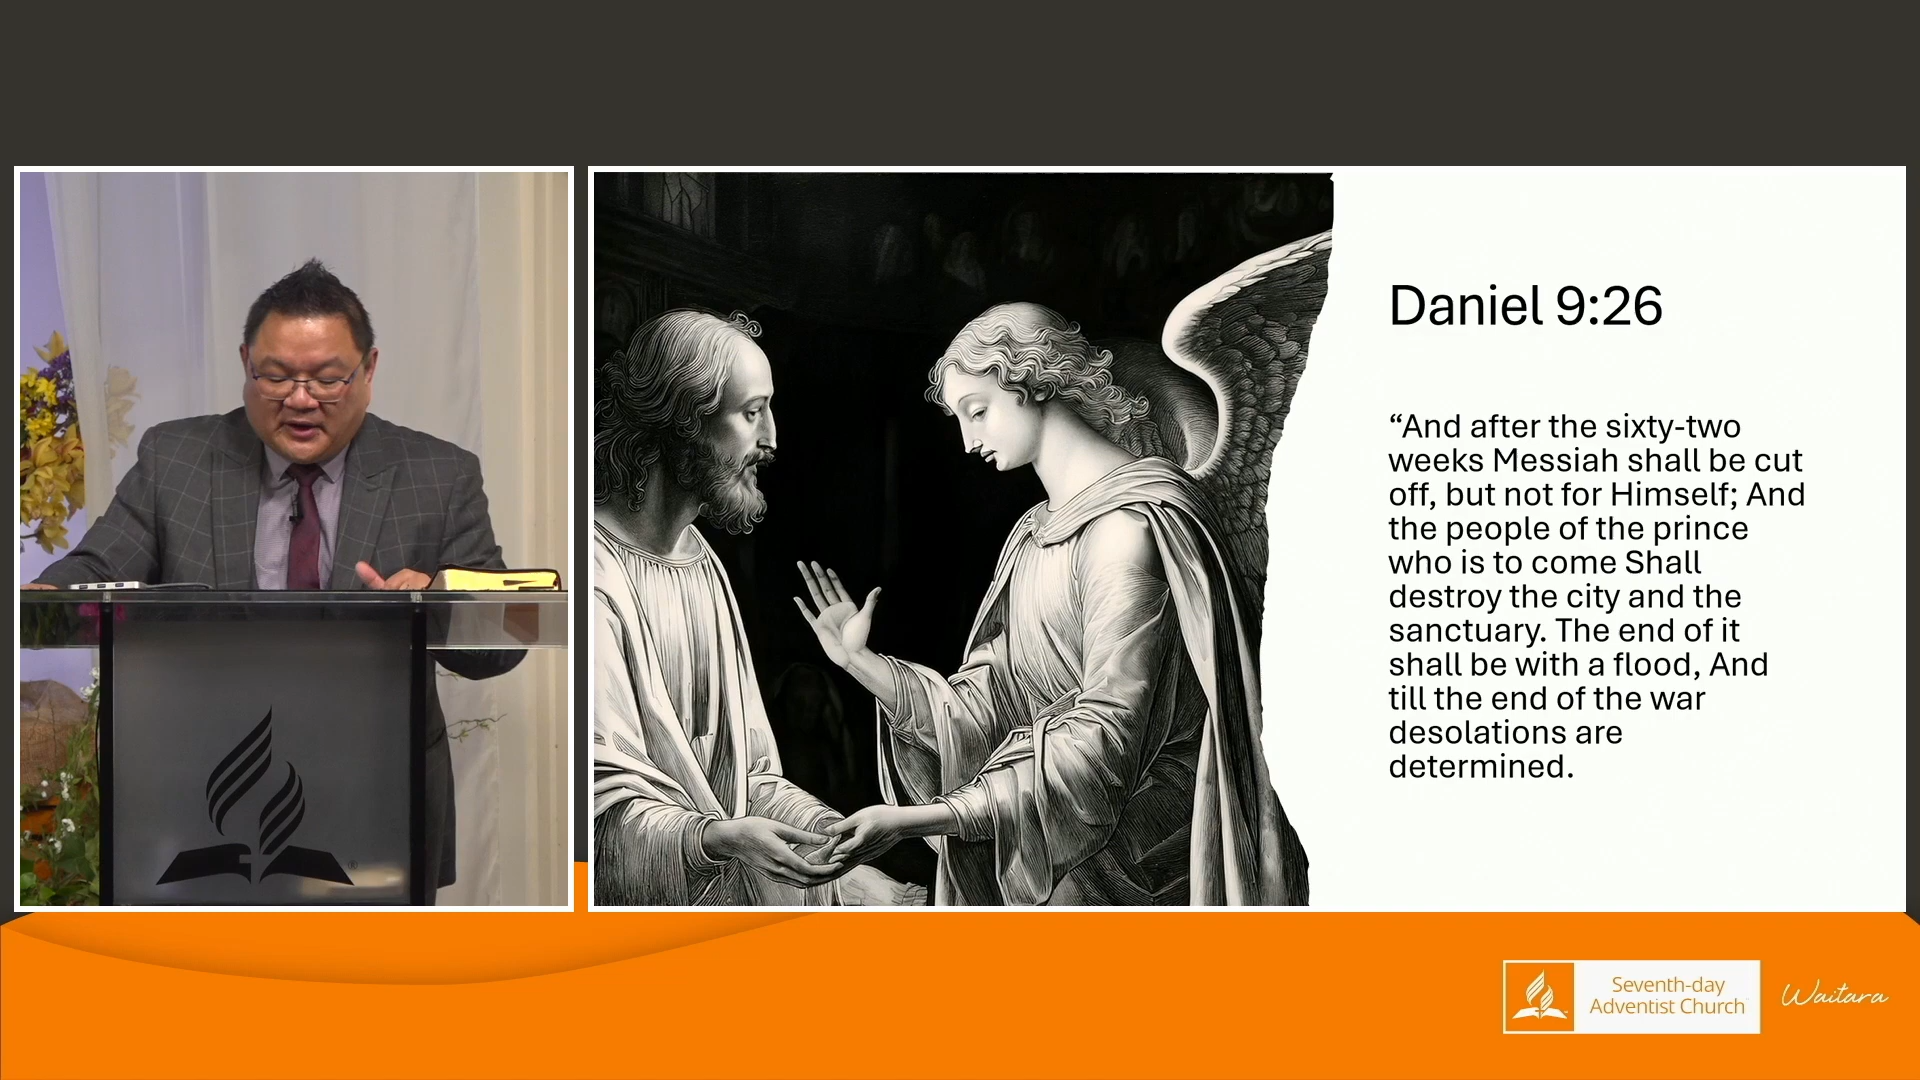 Daniel 9:26
“And after the sixty-two
weeks Messiah shall be cut
off, but not for Himself; And
the people of the prince
who is to come Shall
destroy the city and the
sanctuary. The end of it
shall be with a flood, And
till the end of the war
desolations are
determined.
Seventh-day
Adventist Church
Waitara